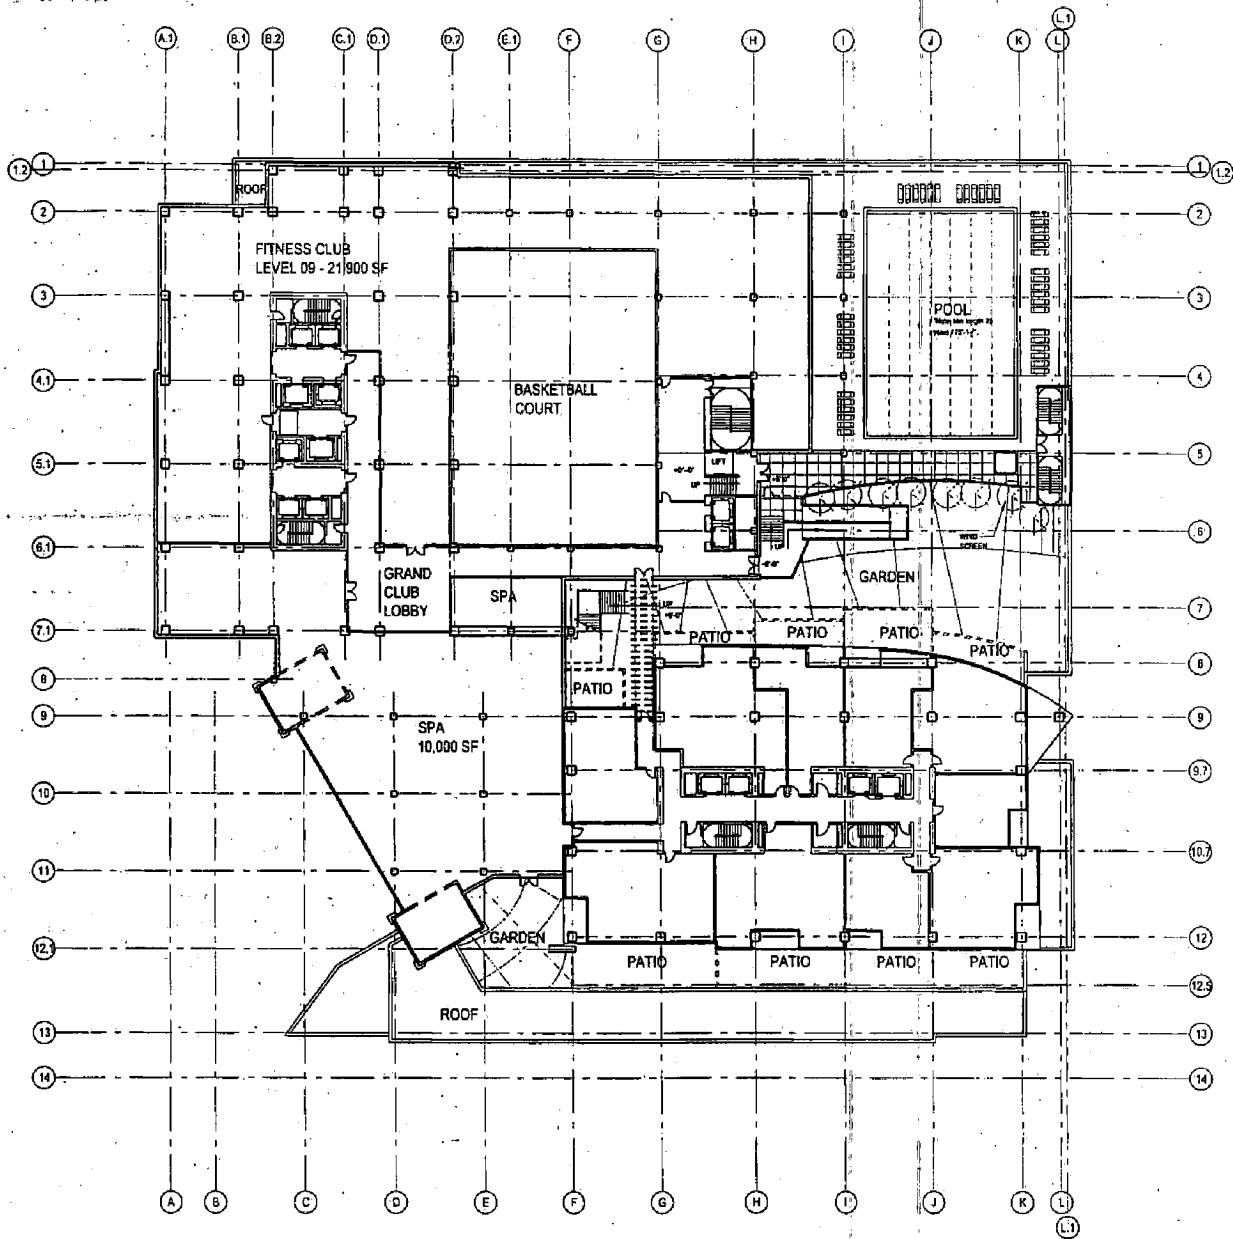 L.1
A.1 B.1 B.2 C.1 D.1 D.2 E.1 F G H I J K L
1 1
1.2 1.2
ROOF
2 2
FITNESS CLUB
LEVEL 09 - 21,900 SF
3 3
POOL
4.1 4
BASKETBALL
COURT
5.1 5
LIFT
UP
6.1 6
UP
WIND
SCREEN
GRAND
CLUB
LOBBY
SPA
GARDEN
UP
7
7.1
PATIO PATIO PATIO
PATIO
8 8
PATIO
9 9
SPA
10,000 SF
9.7
10
10.7
11
GARDEN
12.1 12
PATIO PATIO PATIO PATIO
12.5
ROOF
13 13
14 14
A B C D E F G H I J K L
L.1